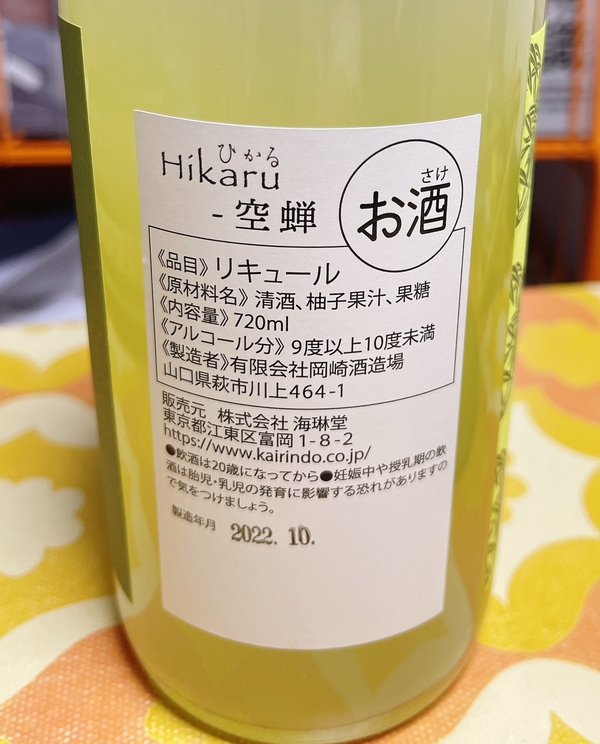 ひかる
Hikaru
-空蝉
さけ
お酒
《品目》リキュール
《原材料名》清酒、柚子果汁、果糖
《内容量》720ml
《アルコール分》9度以上10度未満
《製造者》有限会社岡崎酒造場
山口県萩市川上464-1
販売元 株式会社 海琳堂
東京都江東区富岡1-8-2
https://www.kairindo.co.jp/
●飲酒は20歳になってから●妊娠中や授乳期の飲
酒は胎児・乳児の発育に影響する恐れがありますの
で気をつけましょう。
製造年月 2022.10.